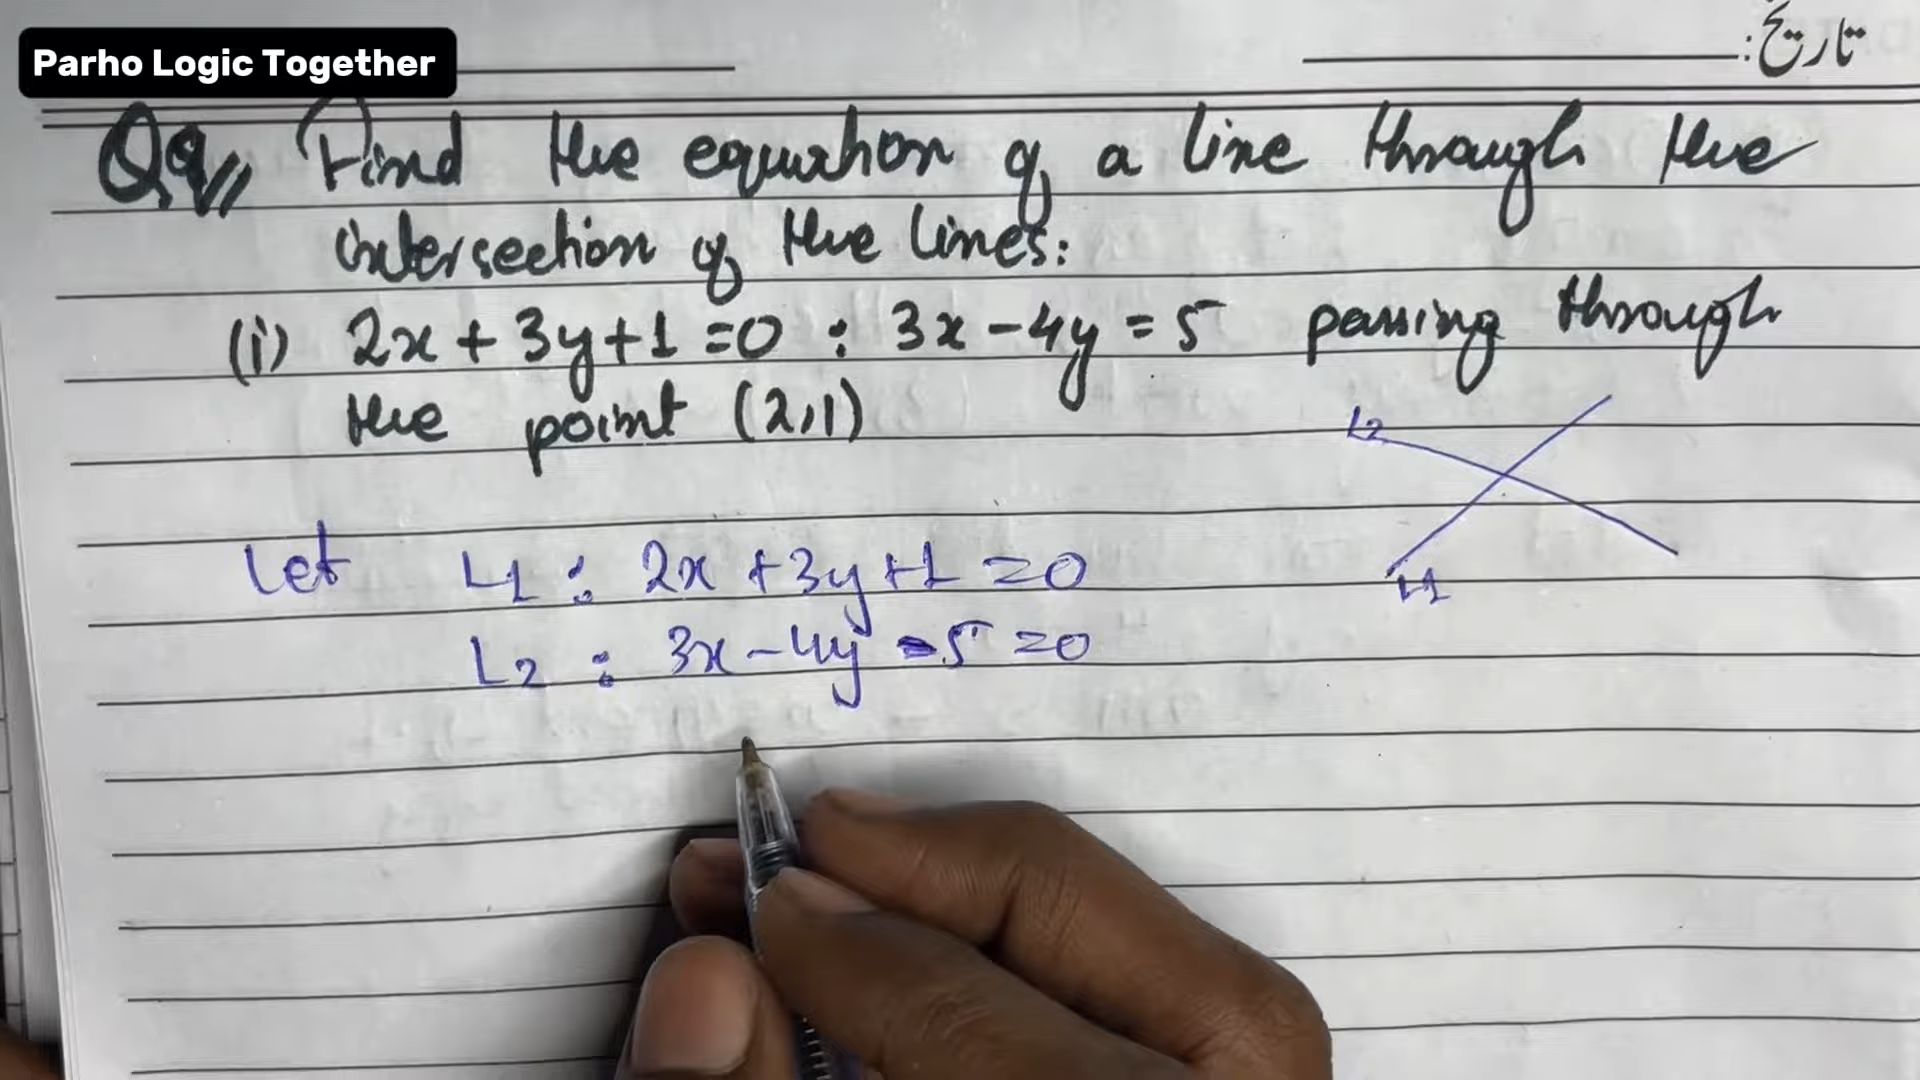 Parho Logic Together
تاریخ:
Q9// Find the equation of a line through the
intersection of the lines:
(i) 2x + 3y + 1 = 0 : 3x - 4y = 5 passing through
the point (2,1)
L2
Let L1 : 2x + 3y + 1 = 0
L1
L2 : 3x - 4y - 5 = 0